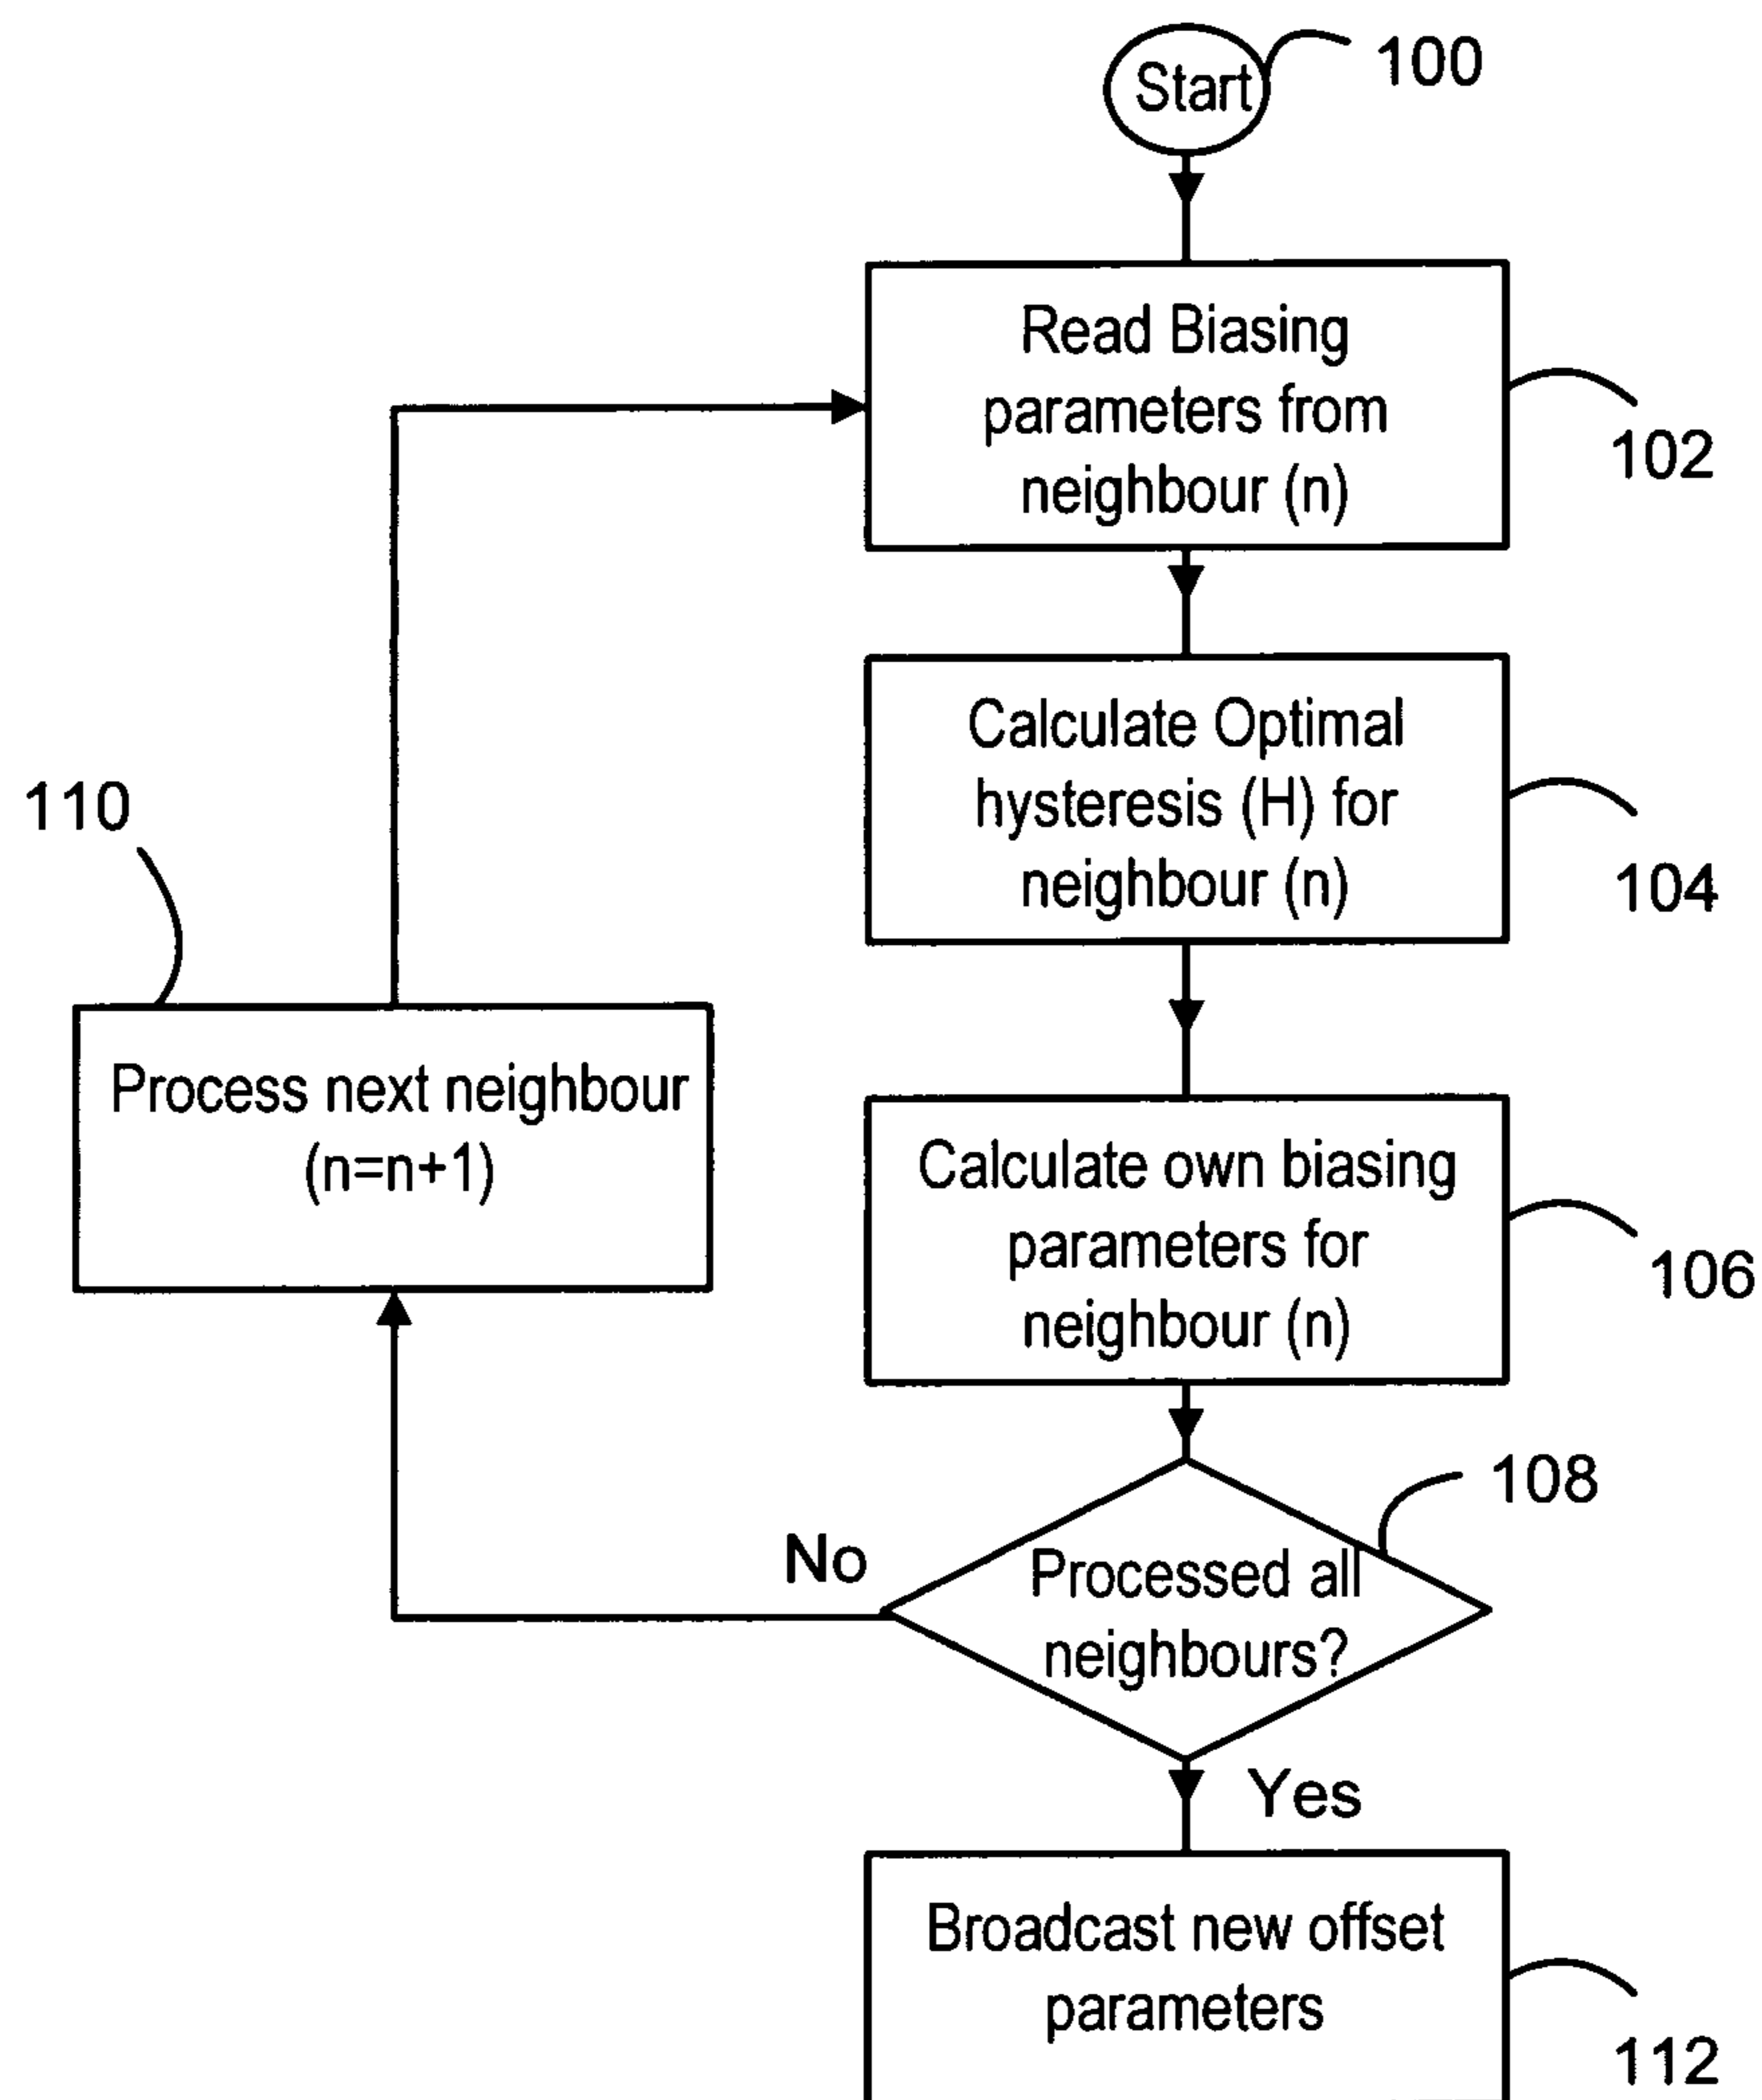 Start
100
Read Biasing
parameters from
neighbour (n)
102
Calculate Optimal
hysteresis (H) for
neighbour (n)
104
110
Process next neighbour
(n=n+1)
Calculate own biasing
parameters for
neighbour (n)
106
108
No
Processed all
neighbours?
Yes
Broadcast new offset
parameters
112